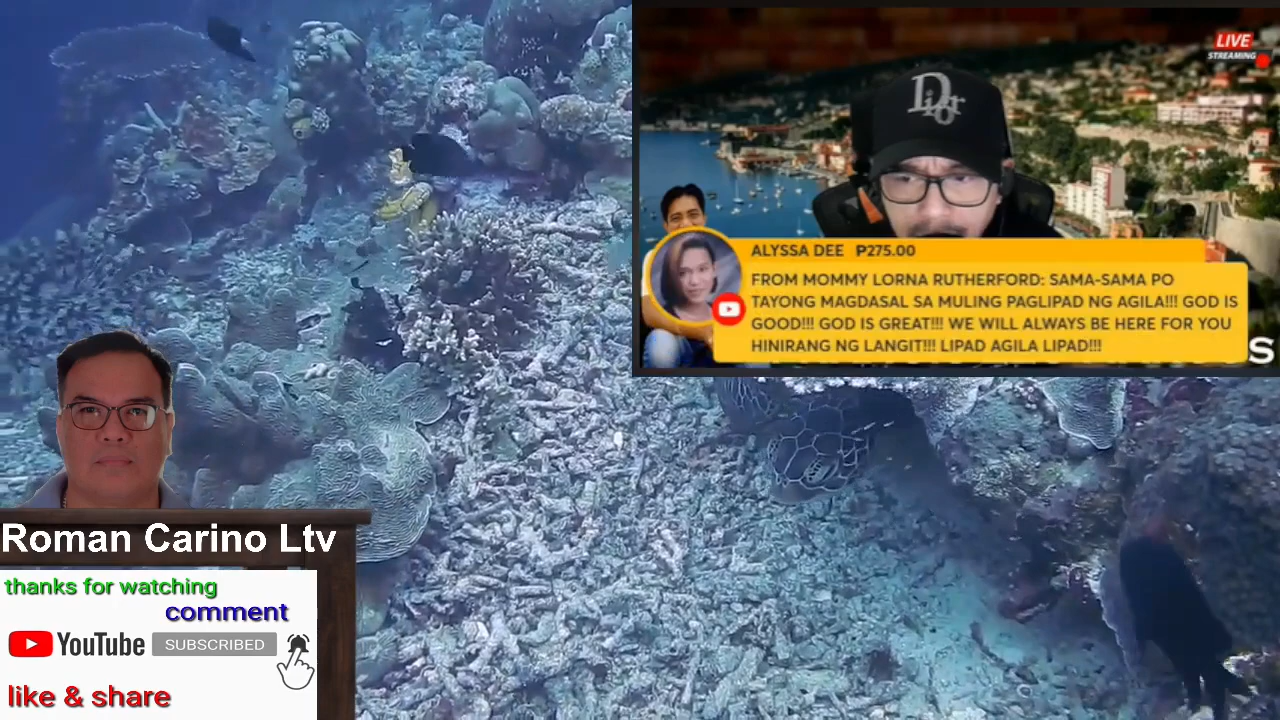 LIVE
STREAMING
Dior
ALYSSA DEE ₱275.00
FROM MOMMY LORNA RUTHERFORD: SAMA-SAMA PO
TAYONG MAGDASAL SA MULING PAGLIPAD NG AGILA!!! GOD IS
GOOD!!! GOD IS GREAT!!! WE WILL ALWAYS BE HERE FOR YOU
HINIRANG NG LANGIT!!! LIPAD AGILA LIPAD!!!
Roman Carino Ltv
thanks for watching
comment
YouTube SUBSCRIBED
like & share